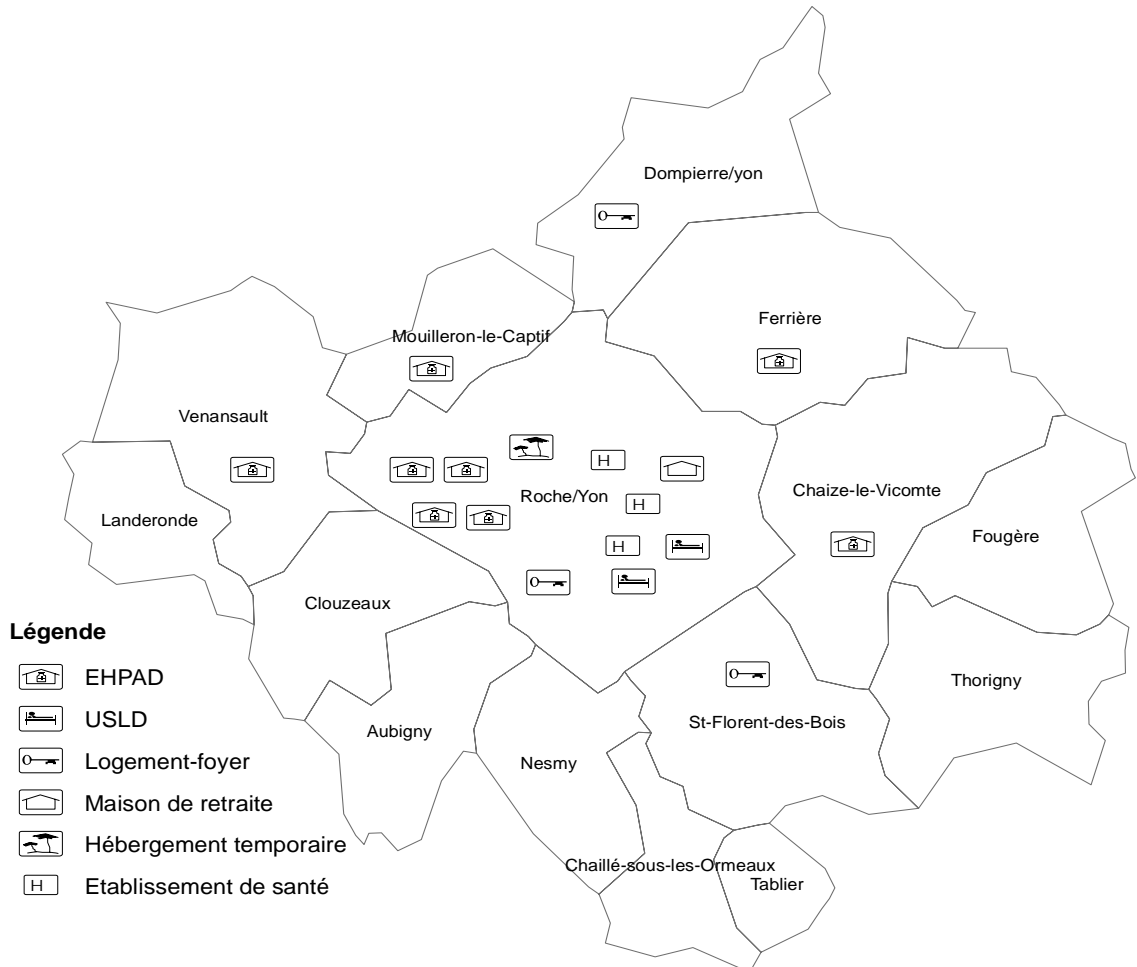 Dompierre/yon
Ferrière
Mouilleron-le-Captif
Venansault
H
Roche/Yon
Chaize-le-Vicomte
H
Landeronde
Fougère
H
Clouzeaux
Légende
EHPAD
Thorigny
USLD
St-Florent-des-Bois
Aubigny
Logement-foyer
Nesmy
Maison de retraite
Hébergement temporaire
Chaillé-sous-les-Ormeaux
Tablier
H Etablissement de santé